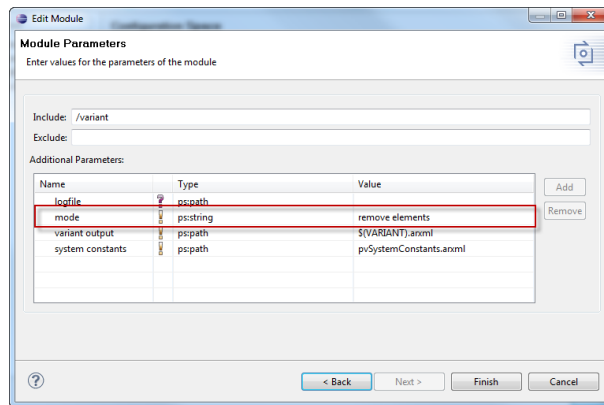 Edit Module
Module Parameters
Enter values for the parameters of the module
Include: /variant
Exclude:
Additional Parameters:
Name Type Value
logfile ? ps:path
mode ! ps:string remove elements
variant output ! ps:path $(VARIANT).arxml
system constants ! ps:path pvSystemConstants.arxml
Add
Remove
?
< Back Next > Finish Cancel